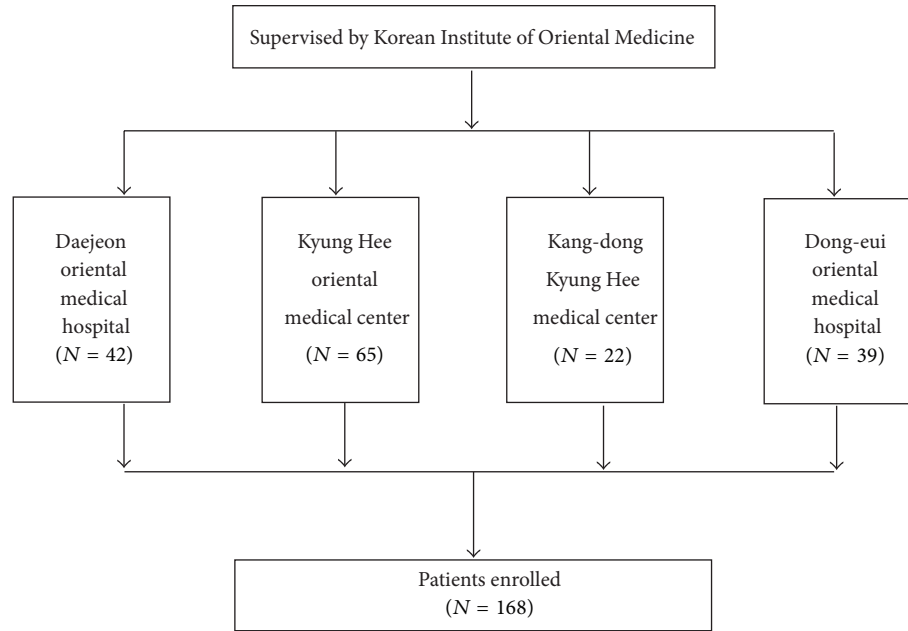 Supervised by Korean Institute of Oriental Medicine
Daejeon
oriental
medical
hospital
(N = 42)
Kyung Hee
oriental
medical center
(N = 65)
Kang-dong
Kyung Hee
medical center
(N = 22)
Dong-eui
oriental
medical
hospital
(N = 39)
Patients enrolled
(N = 168)